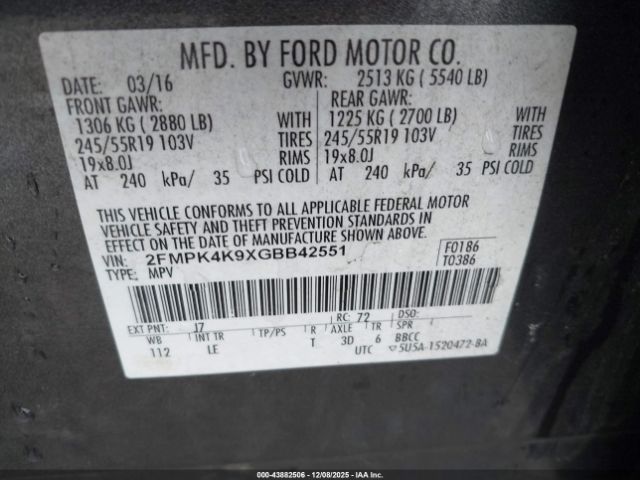 MFD. BY FORD MOTOR CO.
DATE: 03/16 GVWR: 2513 KG ( 5540 LB)
FRONT GAWR: REAR GAWR:
1306 KG ( 2880 LB) WITH 1225 KG ( 2700 LB) WITH
245/55R19 103V TIRES 245/55R19 103V TIRES
19x8.0J RIMS 19x8.0J RIMS
AT 240 kPa/ 35 PSI COLD AT 240 kPa/ 35 PSI COLD
THIS VEHICLE CONFORMS TO ALL APPLICABLE FEDERAL MOTOR
VEHICLE SAFETY AND THEFT PREVENTION STANDARDS IN
EFFECT ON THE DATE OF MANUFACTURE SHOWN ABOVE.
VIN: 2FMPK4K9XGBB42551 F0186
TYPE: MPV T0386
EXT PNT: J7 RC: 72 DSO:
WB INT TR TP/PS R AXLE TR SPR
112 LE T 3D 6 BBCC
UTC ▽5U5A-1520472-BA
000-43882506 - 12/08/2025 - IAA Inc.